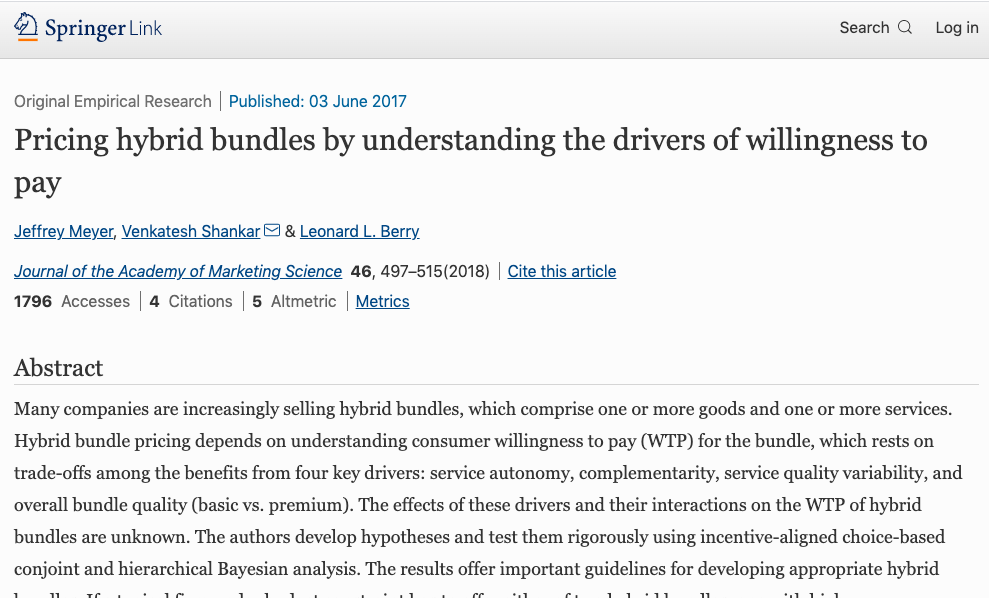 Springer Link
Search
Log in
Original Empirical Research | Published: 03 June 2017
Pricing hybrid bundles by understanding the drivers of willingness to
pay
Jeffrey Meyer, Venkatesh Shankar & Leonard L. Berry
Journal of the Academy of Marketing Science 46, 497–515(2018) | Cite this article
1796 Accesses | 4 Citations | 5 Altmetric | Metrics
Abstract
Many companies are increasingly selling hybrid bundles, which comprise one or more goods and one or more services.
Hybrid bundle pricing depends on understanding consumer willingness to pay (WTP) for the bundle, which rests on
trade-offs among the benefits from four key drivers: service autonomy, complementarity, service quality variability, and
overall bundle quality (basic vs. premium). The effects of these drivers and their interactions on the WTP of hybrid
bundles are unknown. The authors develop hypotheses and test them rigorously using incentive-aligned choice-based
conjoint and hierarchical Bayesian analysis. The results offer important guidelines for developing appropriate hybrid